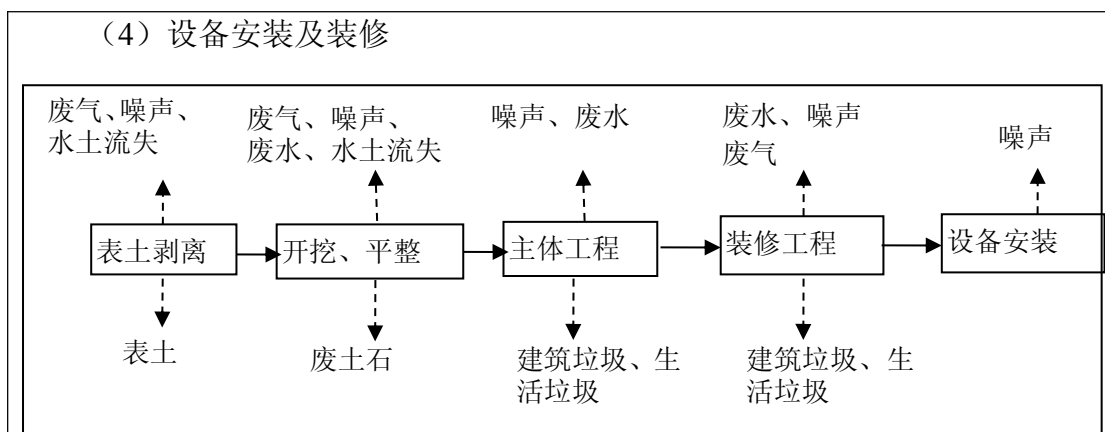 （4）设备安装及装修
废气、噪声、
水土流失
废气、噪声、
废水、水土流失
噪声、废水
废水、噪声
废气
噪声
表土剥离
开挖、平整
主体工程
装修工程
设备安装
表土
废土石
建筑垃圾、生
活垃圾
建筑垃圾、生
活垃圾